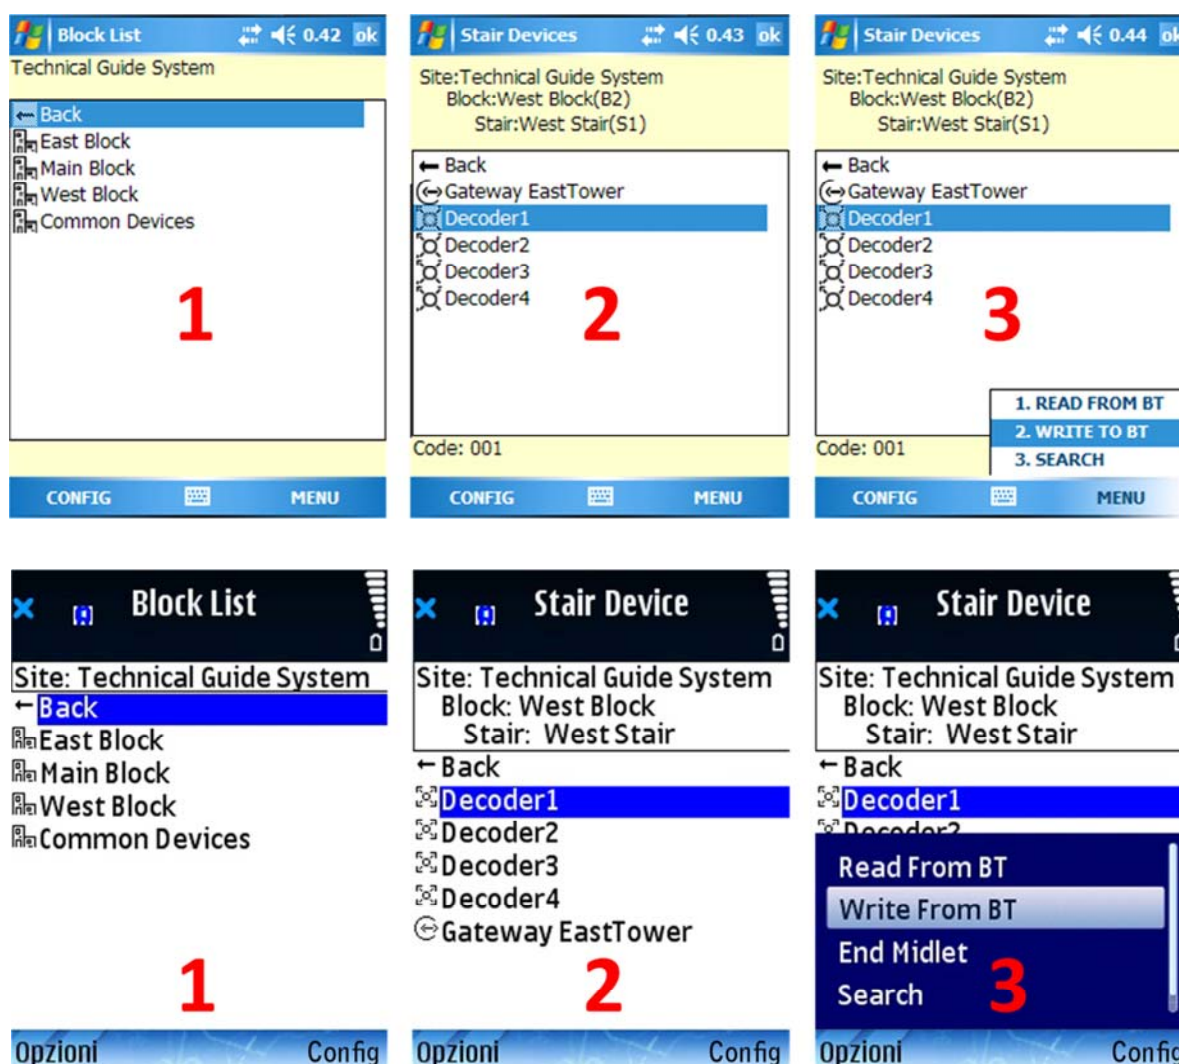 Block List 0.42 ok
Technical Guide System
Back
East Block
Main Block
West Block
Common Devices
1
CONFIG MENU
Stair Devices 0.43 ok
Site:Technical Guide System
Block:West Block(B2)
Stair:West Stair(S1)
Back
Gateway EastTower
Decoder1
Decoder2
Decoder3
Decoder4
2
Code: 001
CONFIG MENU
Stair Devices 0.44 ok
Site:Technical Guide System
Block:West Block(B2)
Stair:West Stair(S1)
Back
Gateway EastTower
Decoder1
Decoder2
Decoder3
Decoder4
3
1. READ FROM BT
2. WRITE TO BT
3. SEARCH
Code: 001
CONFIG MENU
Block List
Site: Technical Guide System
Back
East Block
Main Block
West Block
Common Devices
1
Opzioni Config
Stair Device
Site: Technical Guide System
Block: West Block
Stair: West Stair
Back
Decoder1
Decoder2
Decoder3
Decoder4
Gateway EastTower
2
Opzioni Config
Stair Device
Site: Technical Guide System
Block: West Block
Stair: West Stair
Back
Decoder1
Decoder2
Read From BT
Write From BT
End Midlet
Search
3
Opzioni Config